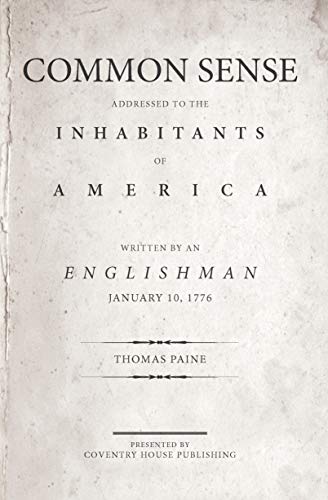 COMMON SENSE
ADDRESSED TO THE
INHABITANTS
OF
AMERICA
WRITTEN BY AN
ENGLISHMAN
JANUARY 10, 1776
THOMAS PAINE
PRESENTED BY
COVENTRY HOUSE PUBLISHING